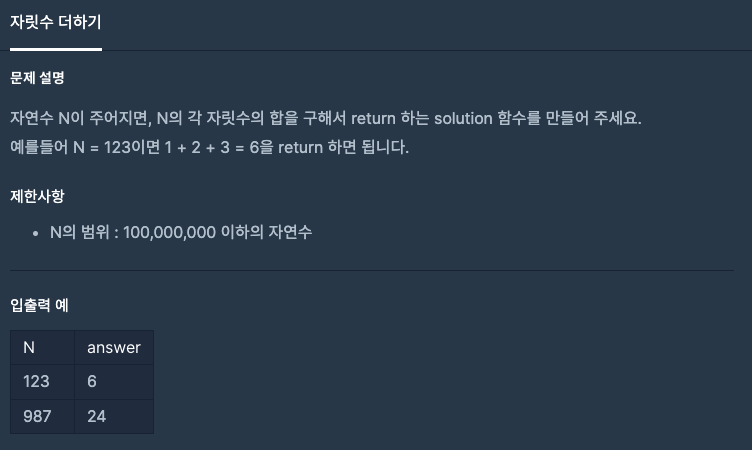 자릿수 더하기
문제 설명
자연수 N이 주어지면, N의 각 자릿수의 합을 구해서 return 하는 solution 함수를 만들어 주세요.
예를들어 N = 123이면 1 + 2 + 3 = 6을 return 하면 됩니다.
제한사항
• N의 범위 : 100,000,000 이하의 자연수
입출력 예
N answer
123 6
987 24